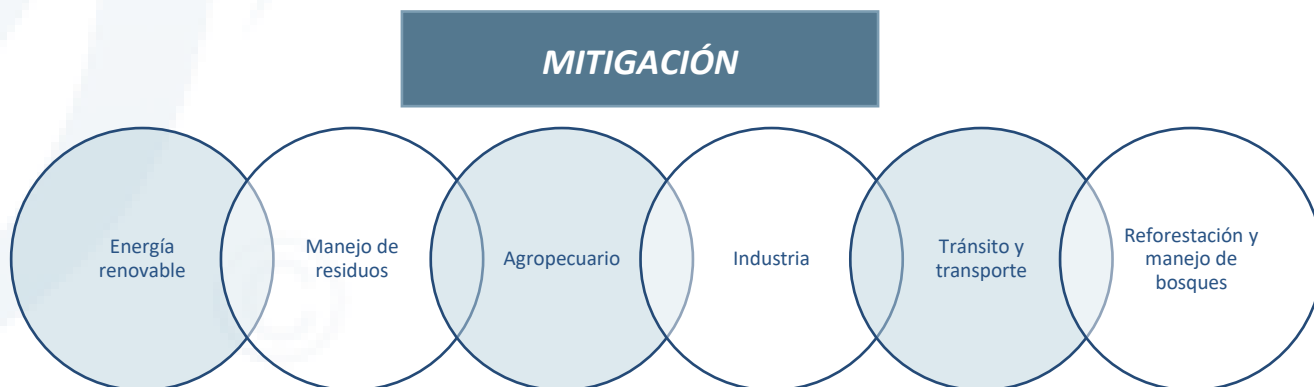 MITIGACIÓN
Energía
renovable
Manejo de
residuos
Agropecuario
Industria
Tránsito y
transporte
Reforestación y
manejo de
bosques